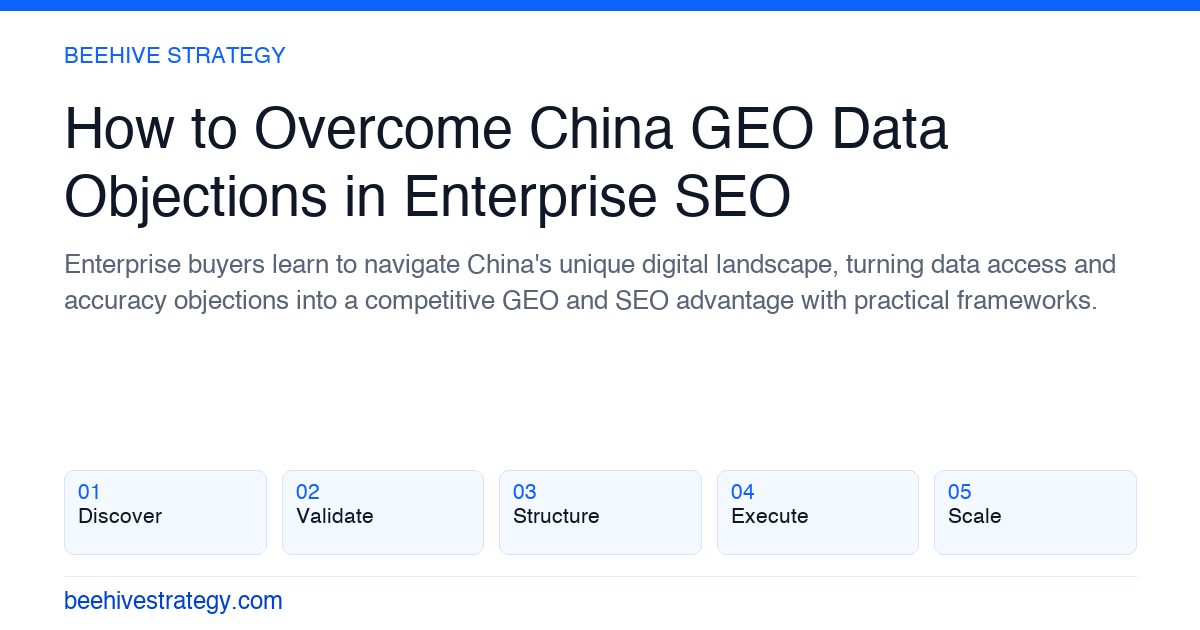 BEEHIVE STRATEGY
How to Overcome China GEO Data
Objections in Enterprise SEO
Enterprise buyers learn to navigate China's unique digital landscape, turning data access and
accuracy objections into a competitive GEO and SEO advantage with practical frameworks.
01
Discover
02
Validate
03
Structure
04
Execute
05
Scale
beehivestrategy.com